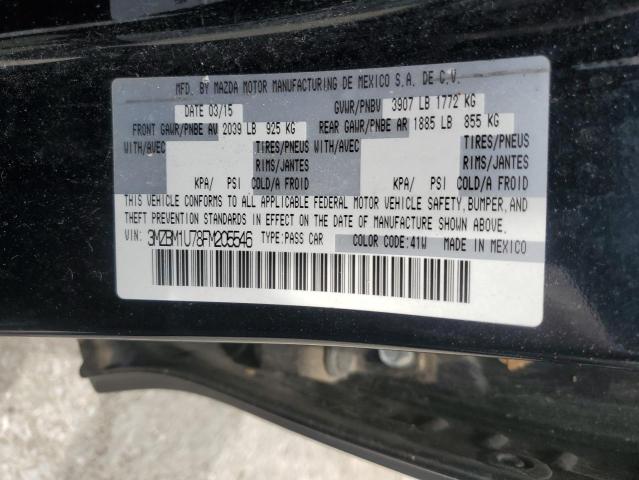 MFD. BY MAZDA MOTOR MANUFACTURING DE MEXICO S.A. DE C.V.
DATE 03/15 GVWR/PNBV 3907 LB 1772 KG
FRONT GAWR/PNBE AV 2039 LB 925 KG REAR GAWR/PNBE AR 1885 LB 855 KG
WITH/AVEC TIRES/PNEUS WITH/AVEC TIRES/PNEUS
RIMS/JANTES RIMS/JANTES
KPA/ PSI COLD/A FROID KPA/ PSI COLD/A FROID
THIS VEHICLE CONFORMS TO ALL APPLICABLE FEDERAL MOTOR VEHICLE SAFETY, BUMPER, AND
THEFT PREVENTION STANDARDS IN EFFECT ON THE DATE OF MANUFACTURE SHOWN ABOVE.
VIN: 3MZBM1U78FM205546 TYPE:PASS CAR COLOR CODE:41W MADE IN MEXICO